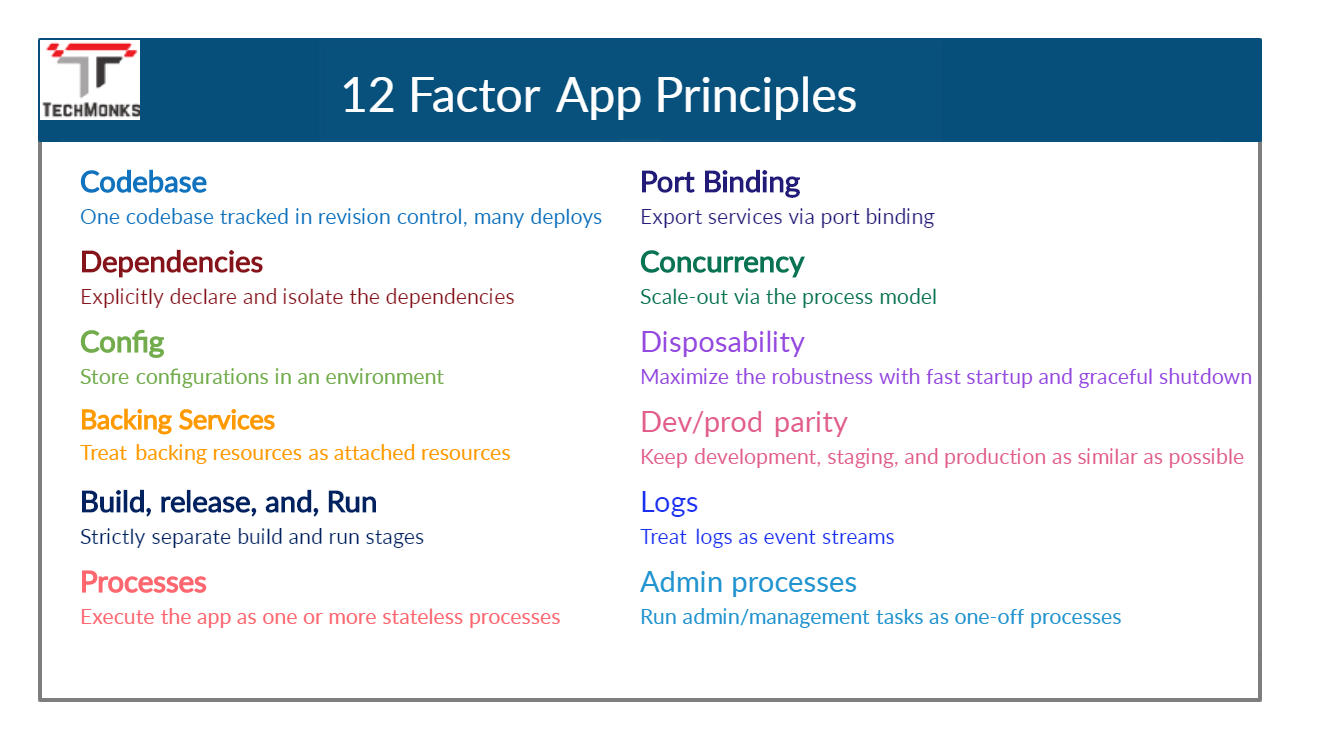 TECHMONKS
12 Factor App Principles
Codebase
One codebase tracked in revision control, many deploys
Dependencies
Explicitly declare and isolate the dependencies
Config
Store configurations in an environment
Backing Services
Treat backing resources as attached resources
Build, release, and, Run
Strictly separate build and run stages
Processes
Execute the app as one or more stateless processes
Port Binding
Export services via port binding
Concurrency
Scale-out via the process model
Disposability
Maximize the robustness with fast startup and graceful shutdown
Dev/prod parity
Keep development, staging, and production as similar as possible
Logs
Treat logs as event streams
Admin processes
Run admin/management tasks as one-off processes